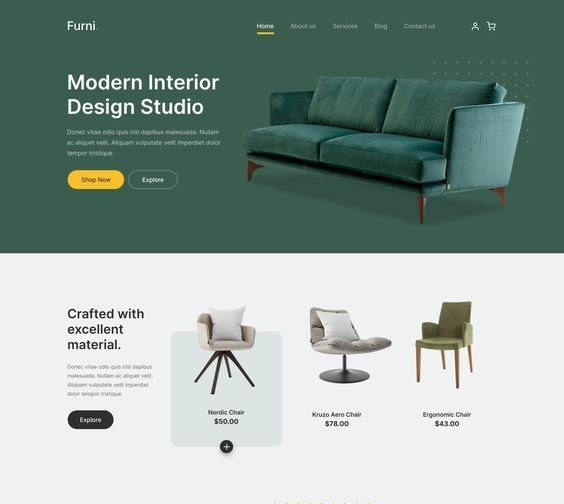 Furni.
Home About us Services Blog Contact us
Modern Interior
Design Studio
Donec vitae odio quis nisl dapibus malesuada. Nullam
ac aliquet velit. Aliquam vulputate velit imperdiet dolor
tempor tristique.
Shop Now Explore
Crafted with
excellent
material.
Donec vitae odio quis nisl dapibus
malesuada. Nullam ac aliquet velit.
Aliquam vulputate velit imperdiet
dolor tempor tristique.
Explore
Nordic Chair
$50.00
Kruzo Aero Chair
$78.00
Ergonomic Chair
$43.00